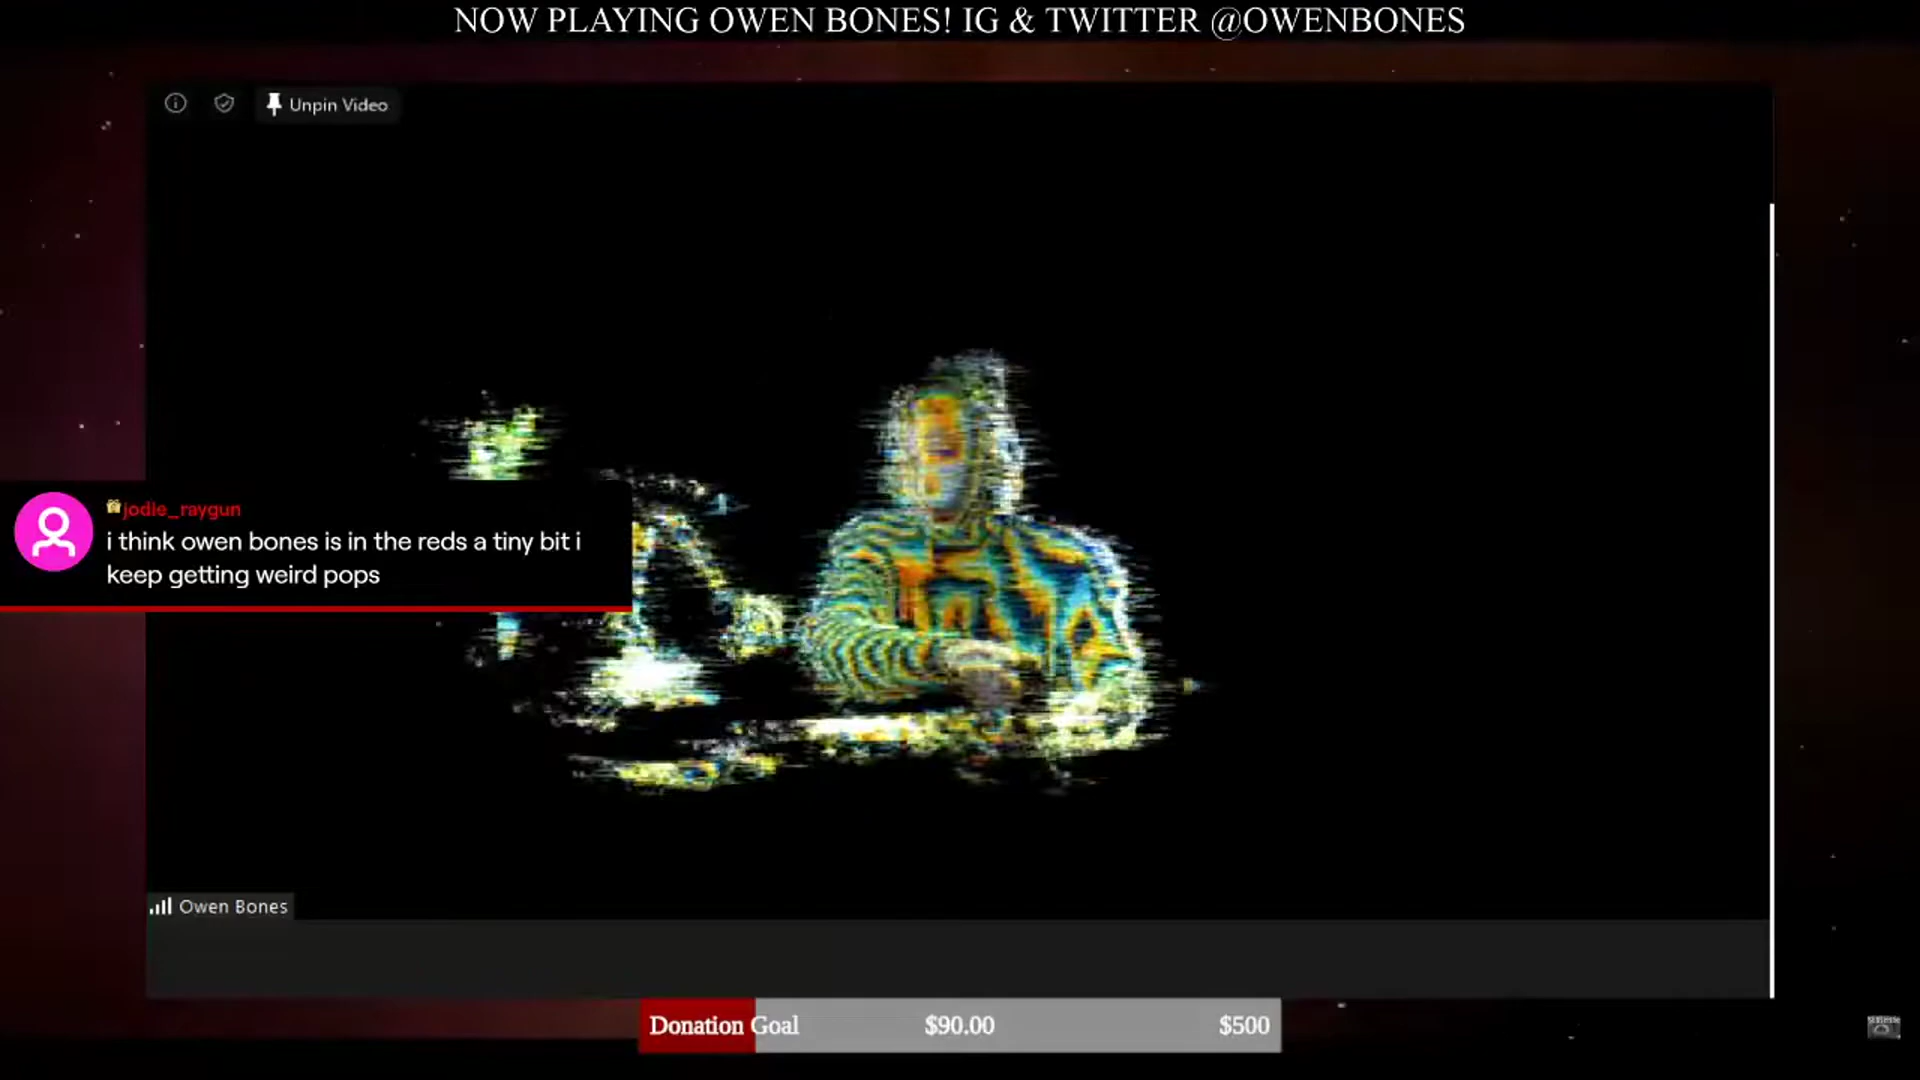 NOW PLAYING OWEN BONES! IG & TWITTER @OWENBONES
Unpin Video
jodie_raygun
i think owen bones is in the reds a tiny bit i
keep getting weird pops
Owen Bones
Donation Goal $90.00 $500